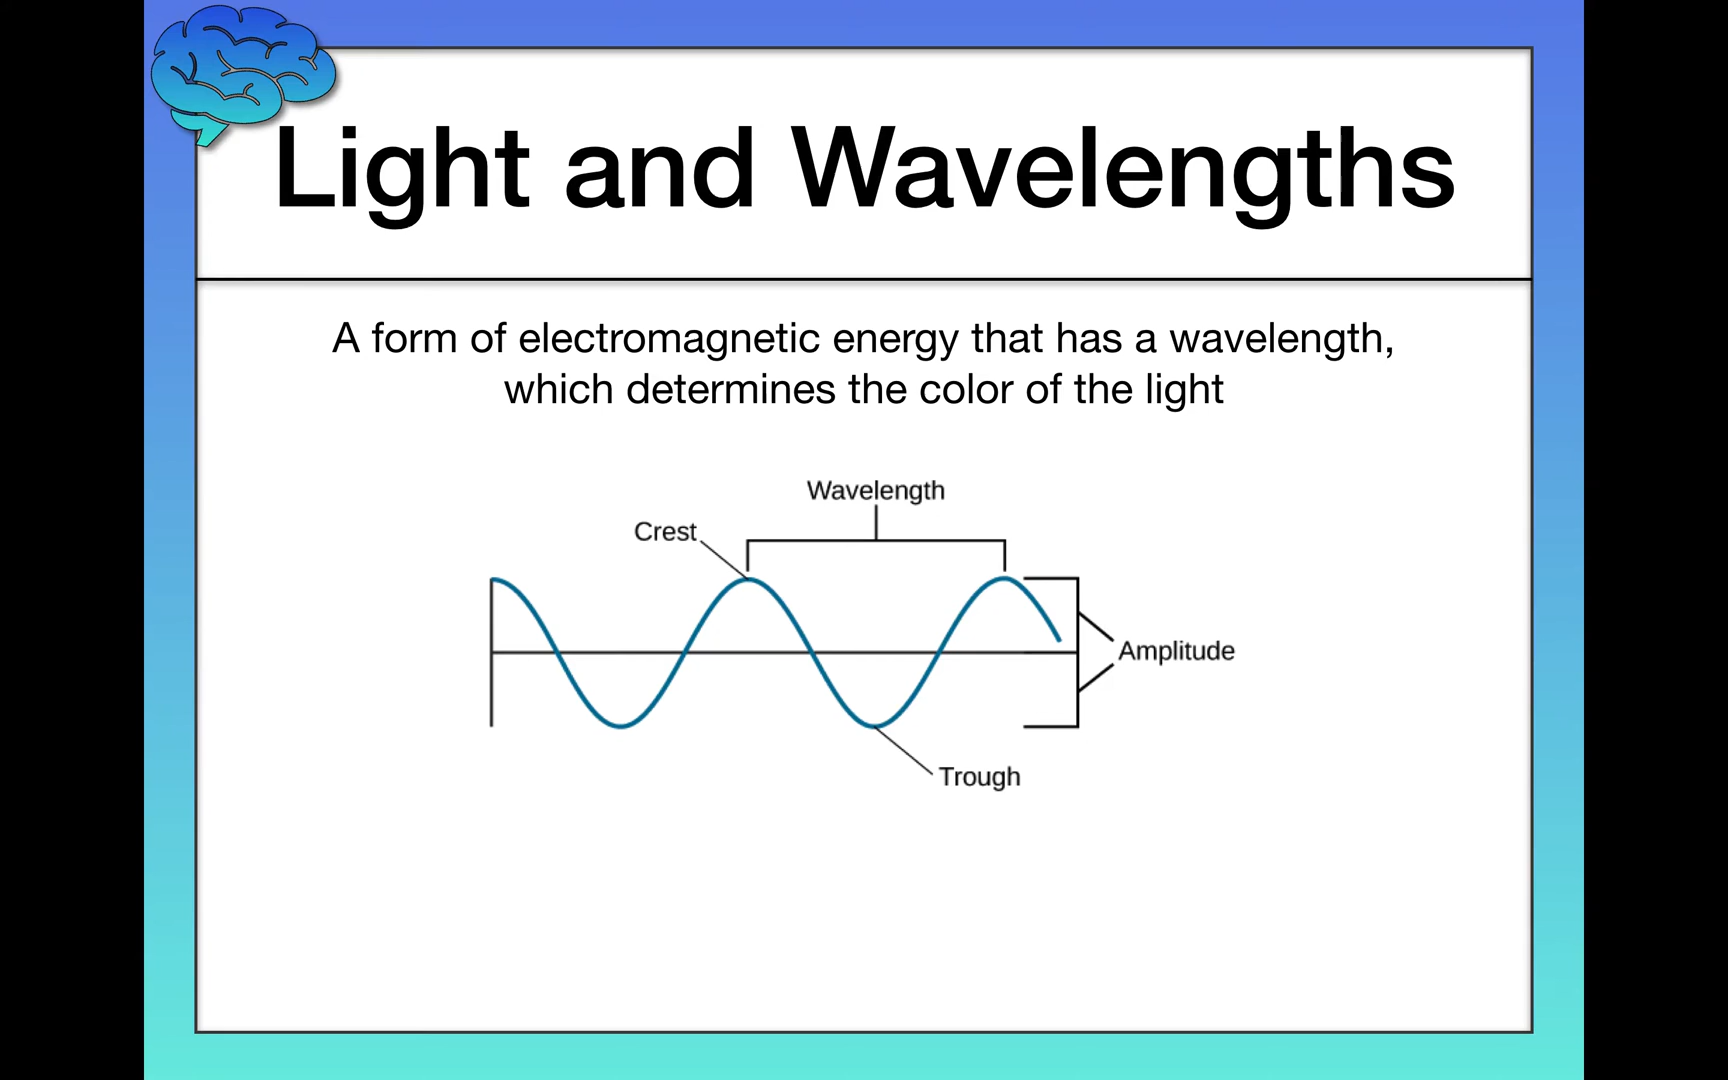 Light and Wavelengths
A form of electromagnetic energy that has a wavelength,
which determines the color of the light
Wavelength
Crest
Amplitude
Trough